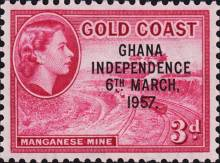 GOLD COAST
GHANA
INDEPENDENCE
6TH MARCH,
1957.
MANGANESE MINE
3d